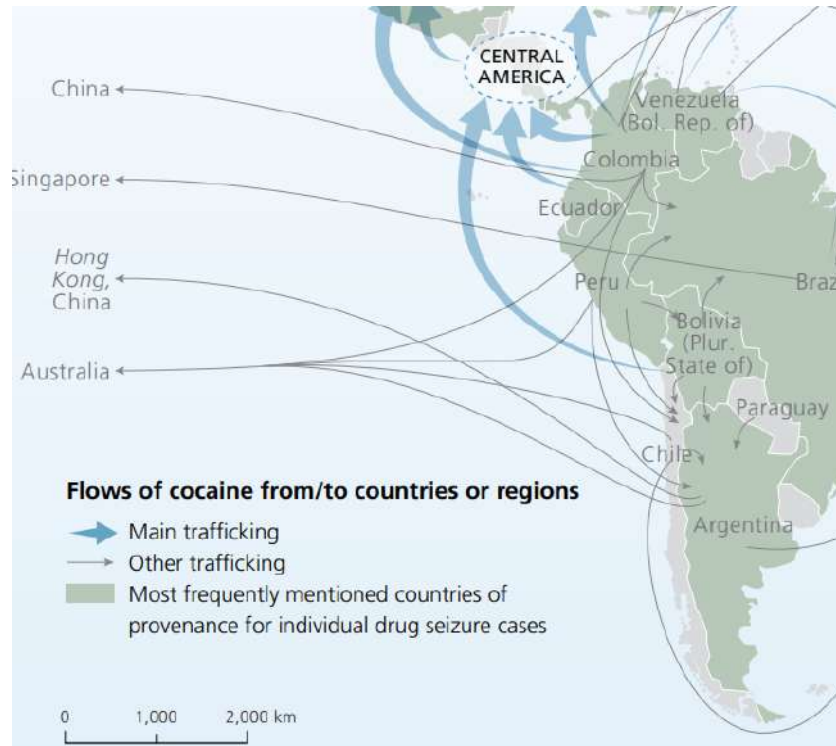 CENTRAL
AMERICA
China
Venezuela
(Bol. Rep. of)
Colombia
Singapore
Ecuador
Hong
Kong,
China
Peru
Braz
Bolivia
(Plur.
State of)
Australia
Paraguay
Chile
Argentina
Flows of cocaine from/to countries or regions
Main trafficking
Other trafficking
Most frequently mentioned countries of
provenance for individual drug seizure cases
0 1,000 2,000 km